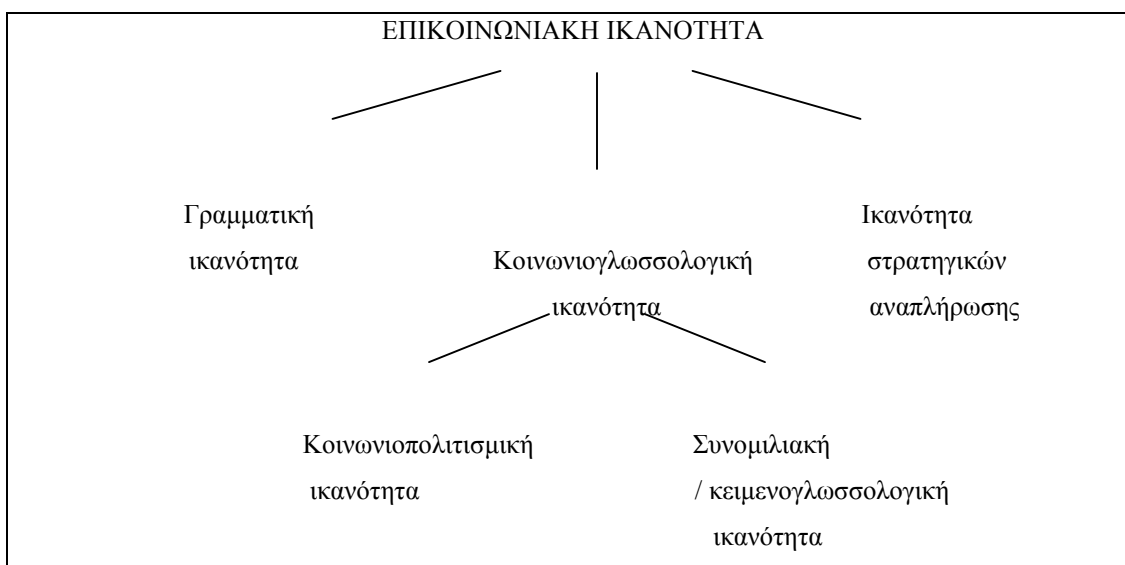 ΕΠΙΚΟΙΝΩΝΙΑΚΗ ΙΚΑΝΟΤΗΤΑ
Γραμματική
ικανότητα
Κοινωνιογλωσσολογική
ικανότητα
Ικανότητα
στρατηγικών
αναπλήρωσης
Κοινωνιοπολιτισμική
ικανότητα
Συνομιλιακή
/ κειμενογλωσσολογική
ικανότητα